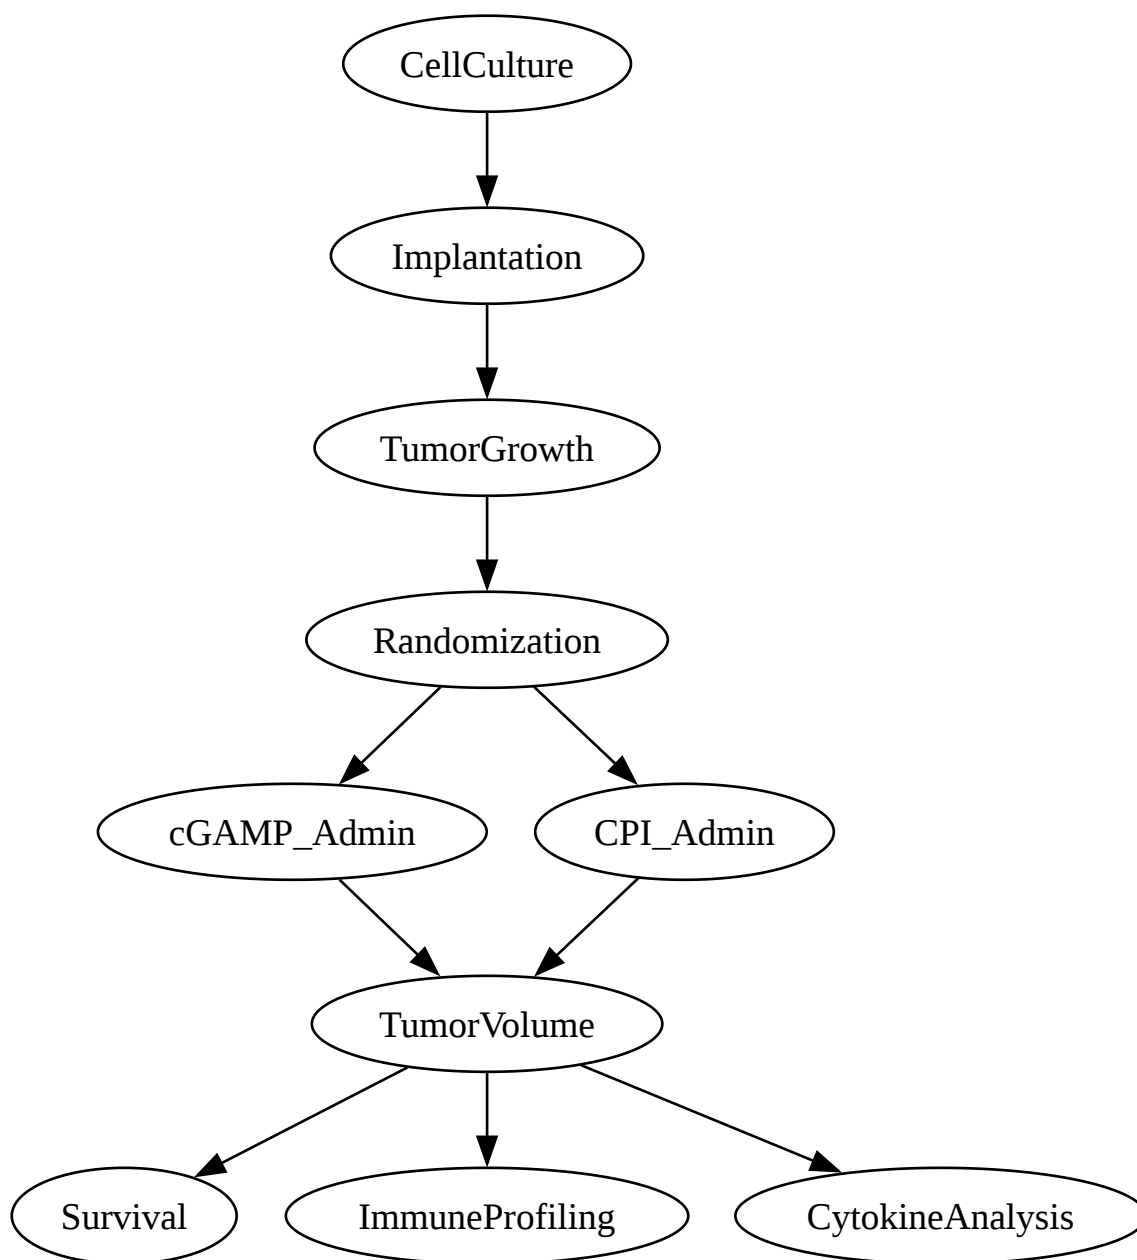 CellCulture
Implantation
TumorGrowth
Randomization
cGAMP_Admin
CPI_Admin
TumorVolume
Survival
ImmuneProfiling
CytokineAnalysis